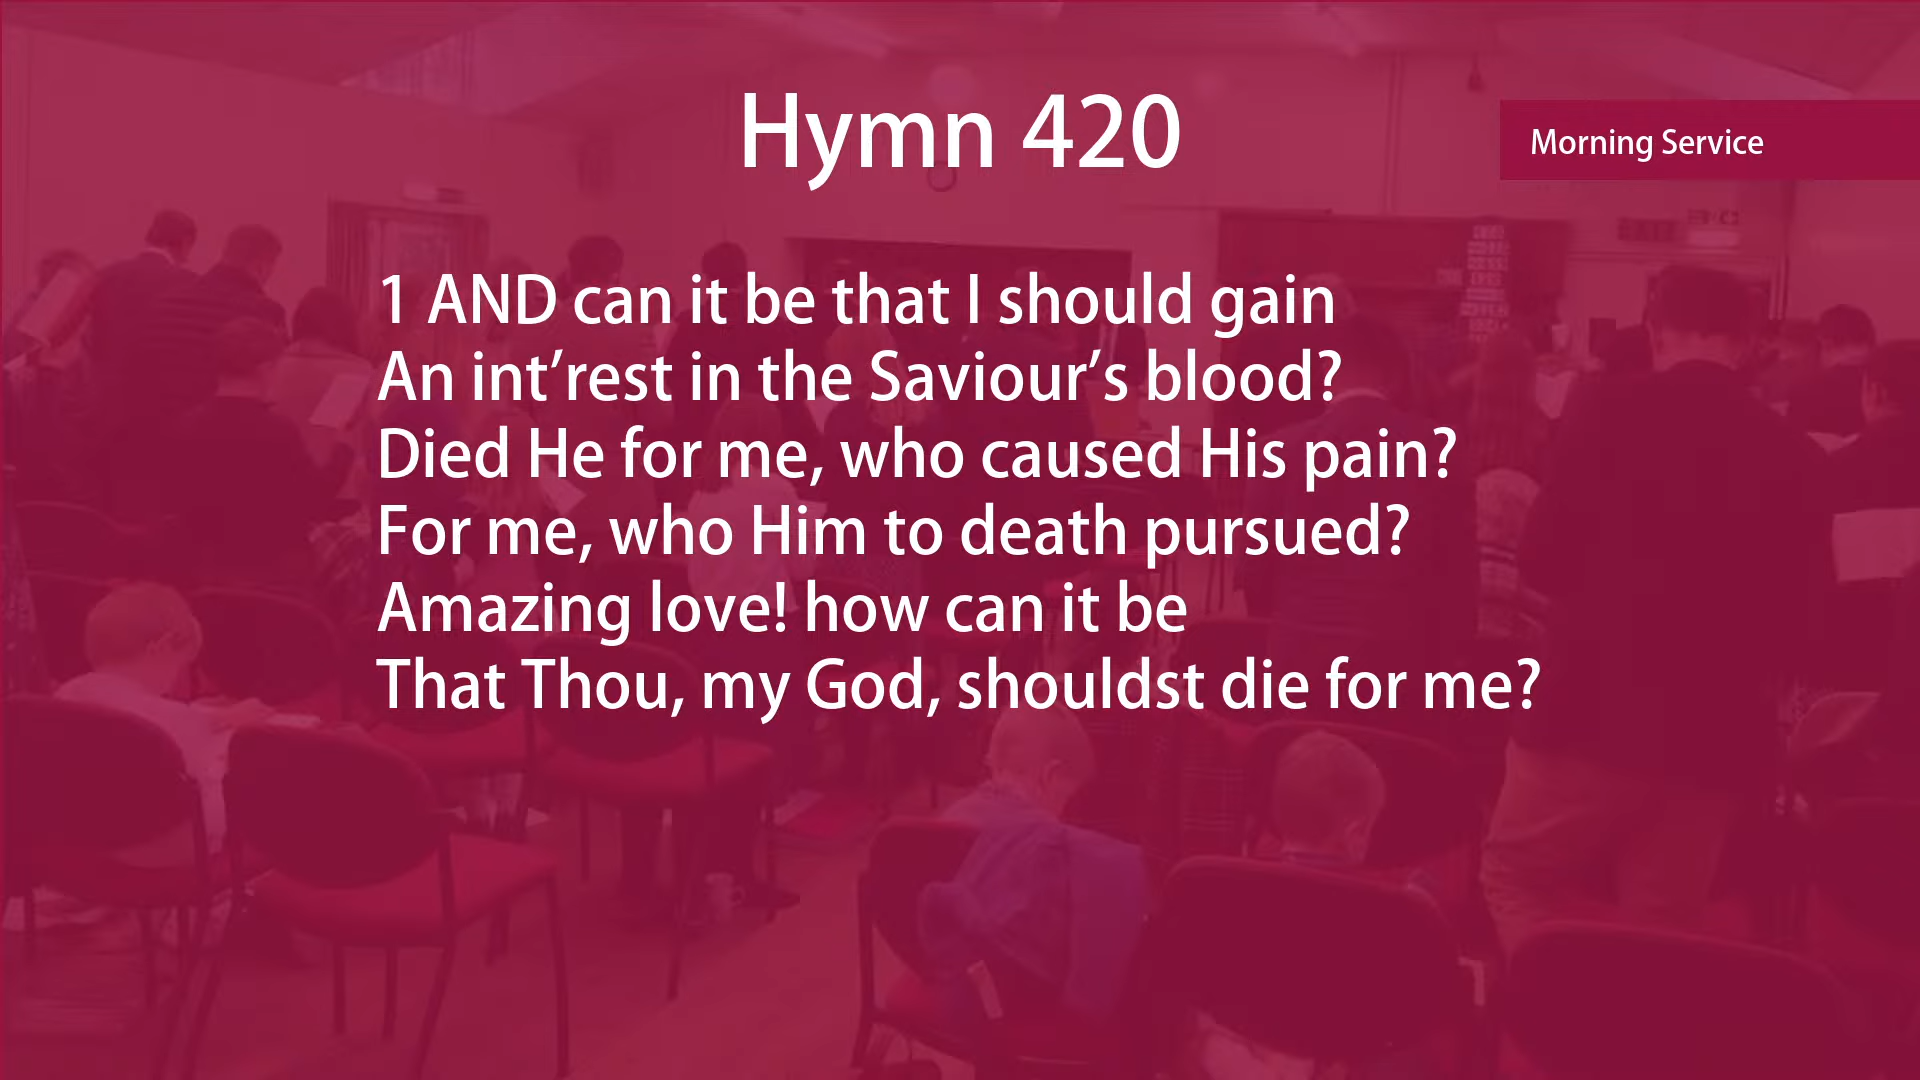 Hymn 420
Morning Service
1 AND can it be that I should gain
An int’rest in the Saviour’s blood?
Died He for me, who caused His pain?
For me, who Him to death pursued?
Amazing love! how can it be
That Thou, my God, shouldst die for me?